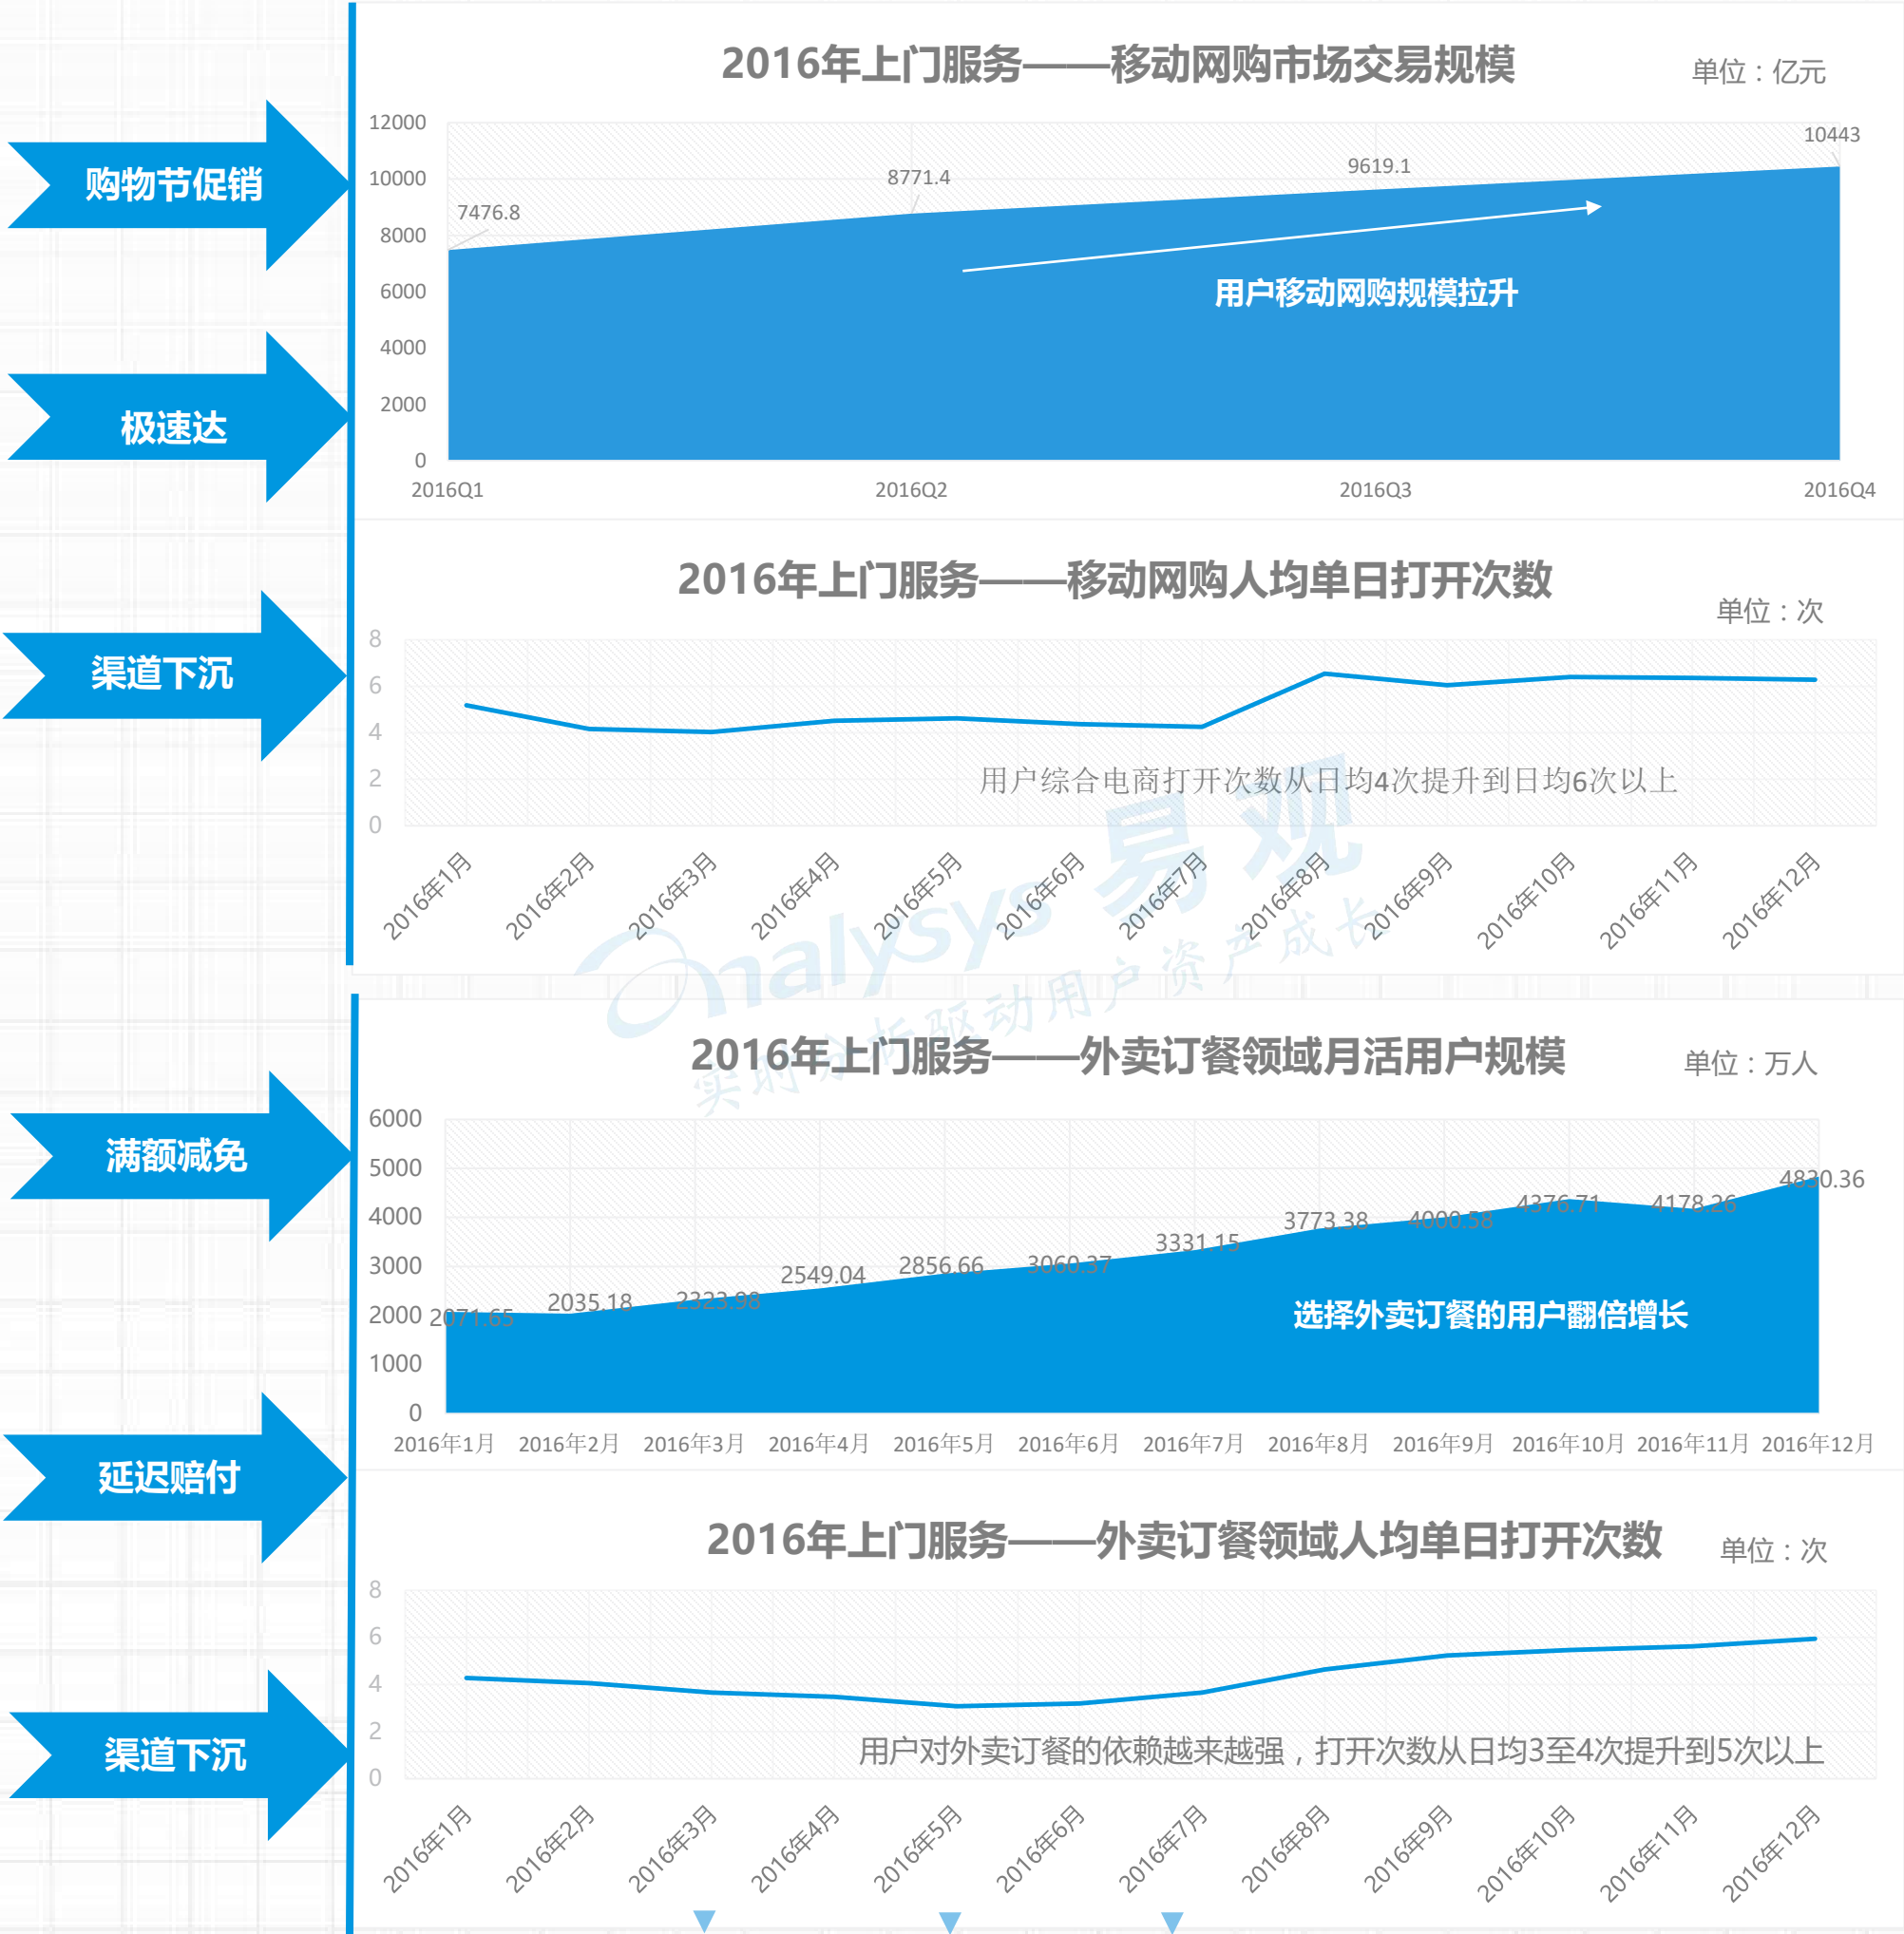 购物节促销
极速达
渠道下沉
2016年上门服务——移动网购市场交易规模
单位：亿元
12000
10000
8000
6000
4000
2000
0
7476.8
8771.4
9619.1
10443
用户移动网购规模拉升
2016Q1 2016Q2 2016Q3 2016Q4
2016年上门服务——移动网购人均单日打开次数
单位：次
8
6
4
2
0
用户综合电商打开次数从日均4次提升到日均6次以上
2016年1月 2016年2月 2016年3月 2016年4月 2016年5月 2016年6月 2016年7月 2016年8月 2016年9月 2016年10月 2016年11月 2016年12月
analysys 易观
实时分析驱动用户资产成长
满额减免
延迟赔付
渠道下沉
2016年上门服务——外卖订餐领域月活用户规模
单位：万人
6000
5000
4000
3000
2000
1000
0
2071.65
2035.18
2323.98
2549.04
2856.66
3060.37
3331.15
3773.38
4000.58
4376.71
4178.26
4830.36
选择外卖订餐的用户翻倍增长
2016年1月 2016年2月 2016年3月 2016年4月 2016年5月 2016年6月 2016年7月 2016年8月 2016年9月 2016年10月 2016年11月 2016年12月
2016年上门服务——外卖订餐领域人均单日打开次数
单位：次
8
6
4
2
0
用户对外卖订餐的依赖越来越强，打开次数从日均3至4次提升到5次以上
2016年1月 2016年2月 2016年3月 2016年4月 2016年5月 2016年6月 2016年7月 2016年8月 2016年9月 2016年10月 2016年11月 2016年12月